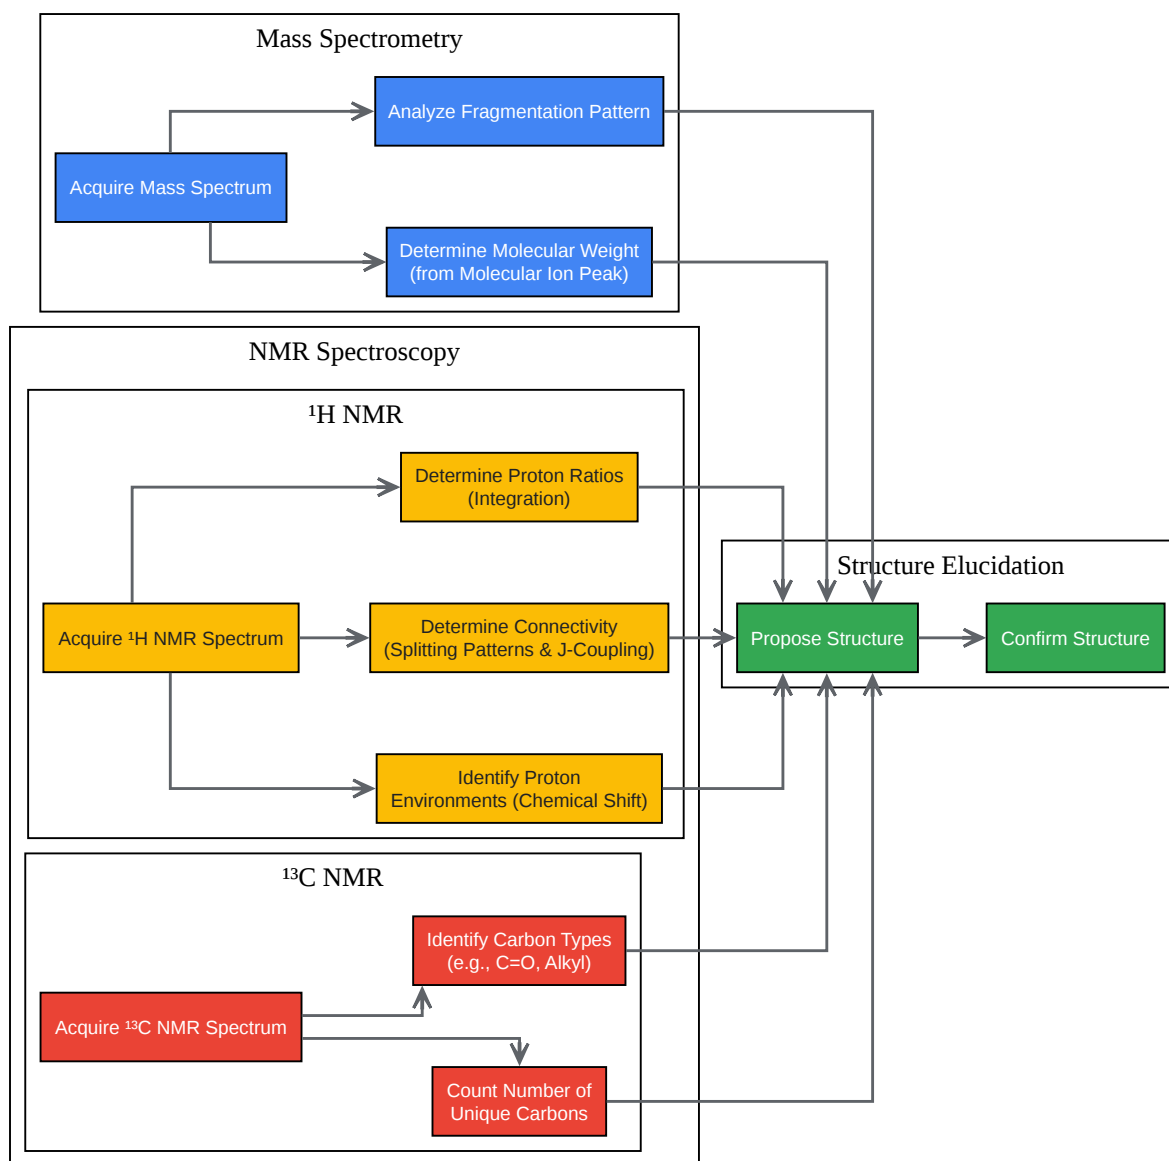 Mass Spectrometry
Analyze Fragmentation Pattern
Acquire Mass Spectrum
Determine Molecular Weight
(from Molecular Ion Peak)
NMR Spectroscopy
¹H NMR
Determine Proton Ratios
(Integration)
Acquire ¹H NMR Spectrum
Determine Connectivity
(Splitting Patterns & J-Coupling)
Identify Proton
Environments (Chemical Shift)
¹³C NMR
Identify Carbon Types
(e.g., C=O, Alkyl)
Acquire ¹³C NMR Spectrum
Count Number of
Unique Carbons
Structure Elucidation
Propose Structure
Confirm Structure